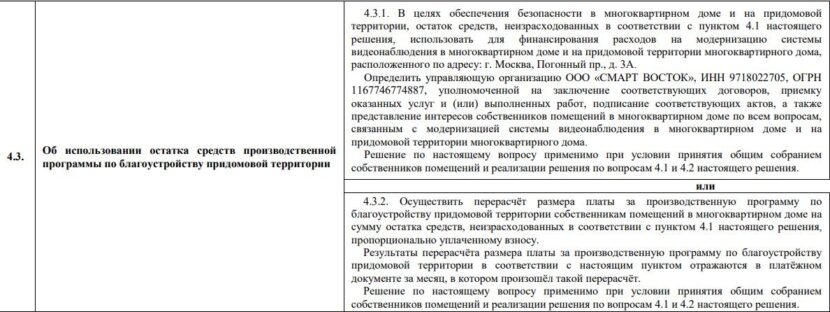 4.3.
Об использовании остатка средств производственной
программы по благоустройству придомовой территории
4.3.1. В целях обеспечения безопасности в многоквартирном доме и на придомовой
территории, остаток средств, неизрасходованных в соответствии с пунктом 4.1 настоящего
решения, использовать для финансирования расходов на модернизацию системы
видеонаблюдения в многоквартирном доме и на придомовой территории многоквартирного дома,
расположенного по адресу: г. Москва, Погонный пр., д. 3А.
Определить управляющую организацию ООО «СМАРТ ВОСТОК», ИНН 9718022705, ОГРН
1167746774887, уполномоченной на заключение соответствующих договоров, приемку
оказанных услуг и (или) выполненных работ, подписание соответствующих актов, а также
представление интересов собственников помещений в многоквартирном доме по всем вопросам,
связанным с модернизацией системы видеонаблюдения в многоквартирном доме и на
придомовой территории многоквартирного дома.
Решение по настоящему вопросу применимо при условии принятия общим собранием
собственников помещений и реализации решения по вопросам 4.1 и 4.2 настоящего решения.
или
4.3.2. Осуществить перерасчёт размера платы за производственную программу по
благоустройству придомовой территории собственникам помещений в многоквартирном доме на
сумму остатка средств, неизрасходованных в соответствии с пунктом 4.1 настоящего решения,
пропорционально уплаченному взносу.
Результаты перерасчёта размера платы за производственную программу по благоустройству
придомовой территории в соответствии с настоящим пунктом отражаются в платёжном
документе за месяц, в котором произошёл такой перерасчёт.
Решение по настоящему вопросу применимо при условии принятия общим собранием
собственников помещений и реализации решения по вопросам 4.1 и 4.2 настоящего решения.